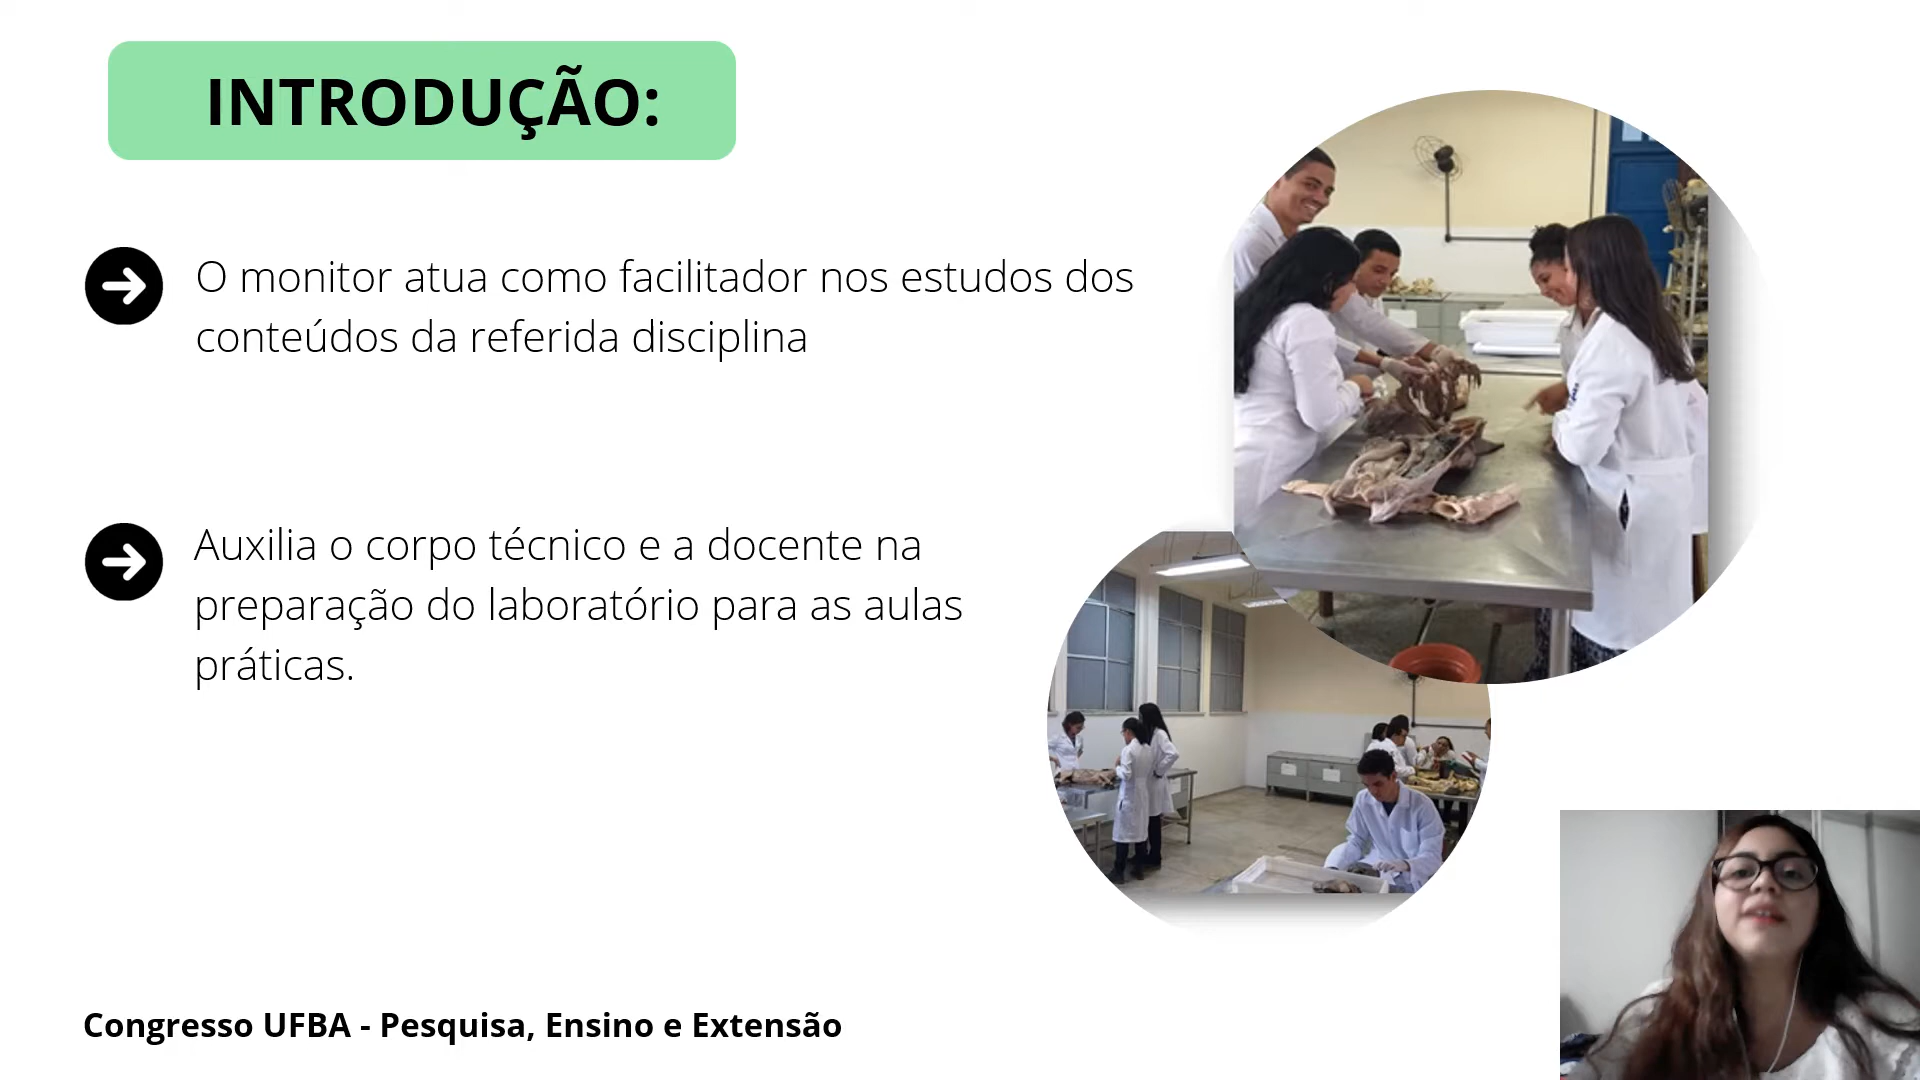 INTRODUÇÃO:
O monitor atua como facilitador nos estudos dos
conteúdos da referida disciplina
Auxilia o corpo técnico e a docente na
preparação do laboratório para as aulas
práticas.
Congresso UFBA - Pesquisa, Ensino e Extensão